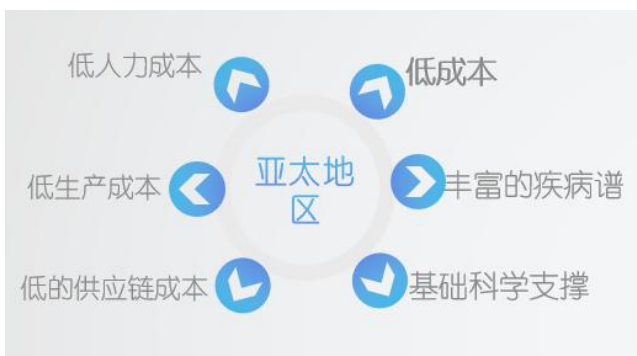 低人力成本
低成本
低生产成本
亚太地
区
丰富的疾病谱
低的供应链成本
基础科学支撑